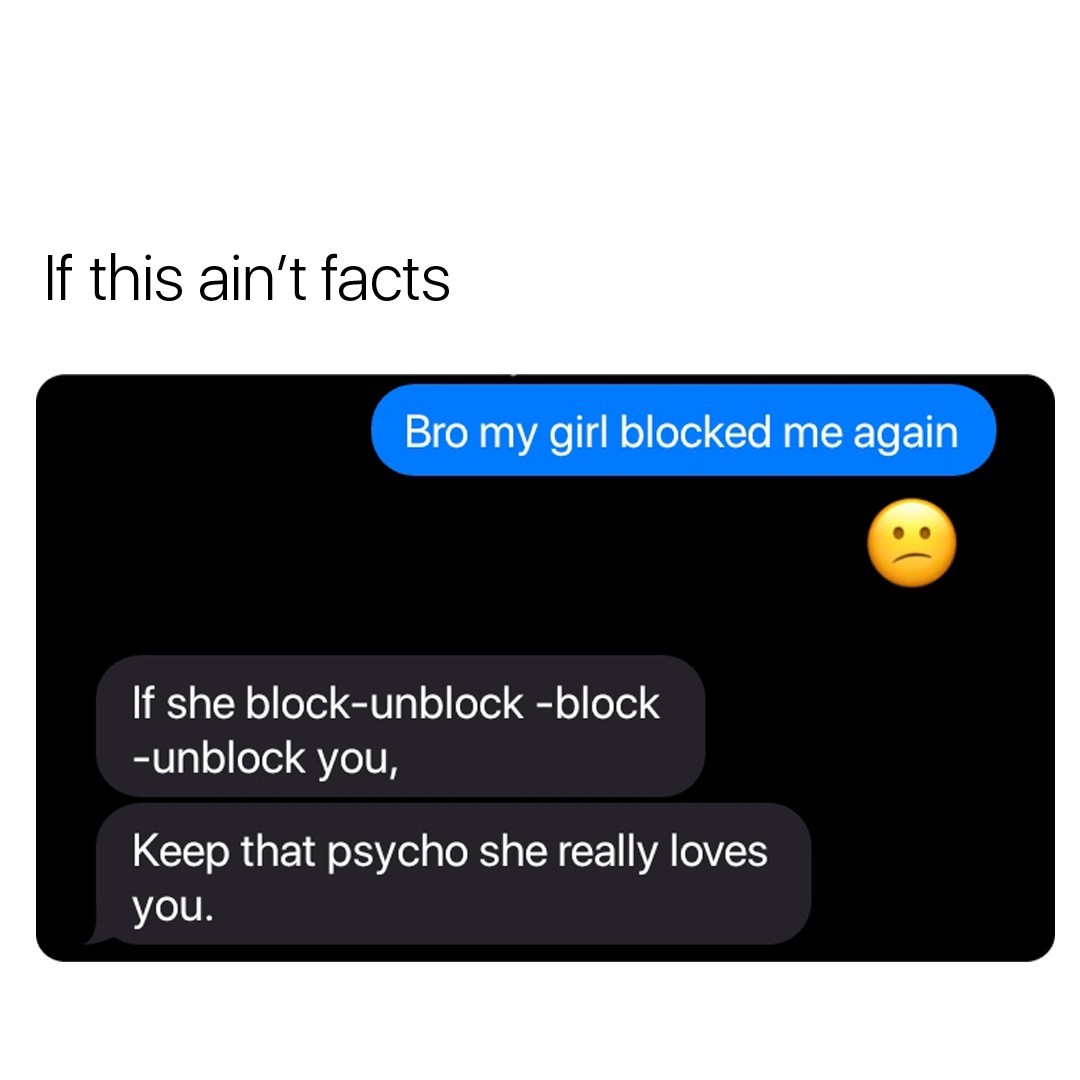 If this ain’t facts
Bro my girl blocked me again
If she block-unblock -block
-unblock you,
Keep that psycho she really loves
you.